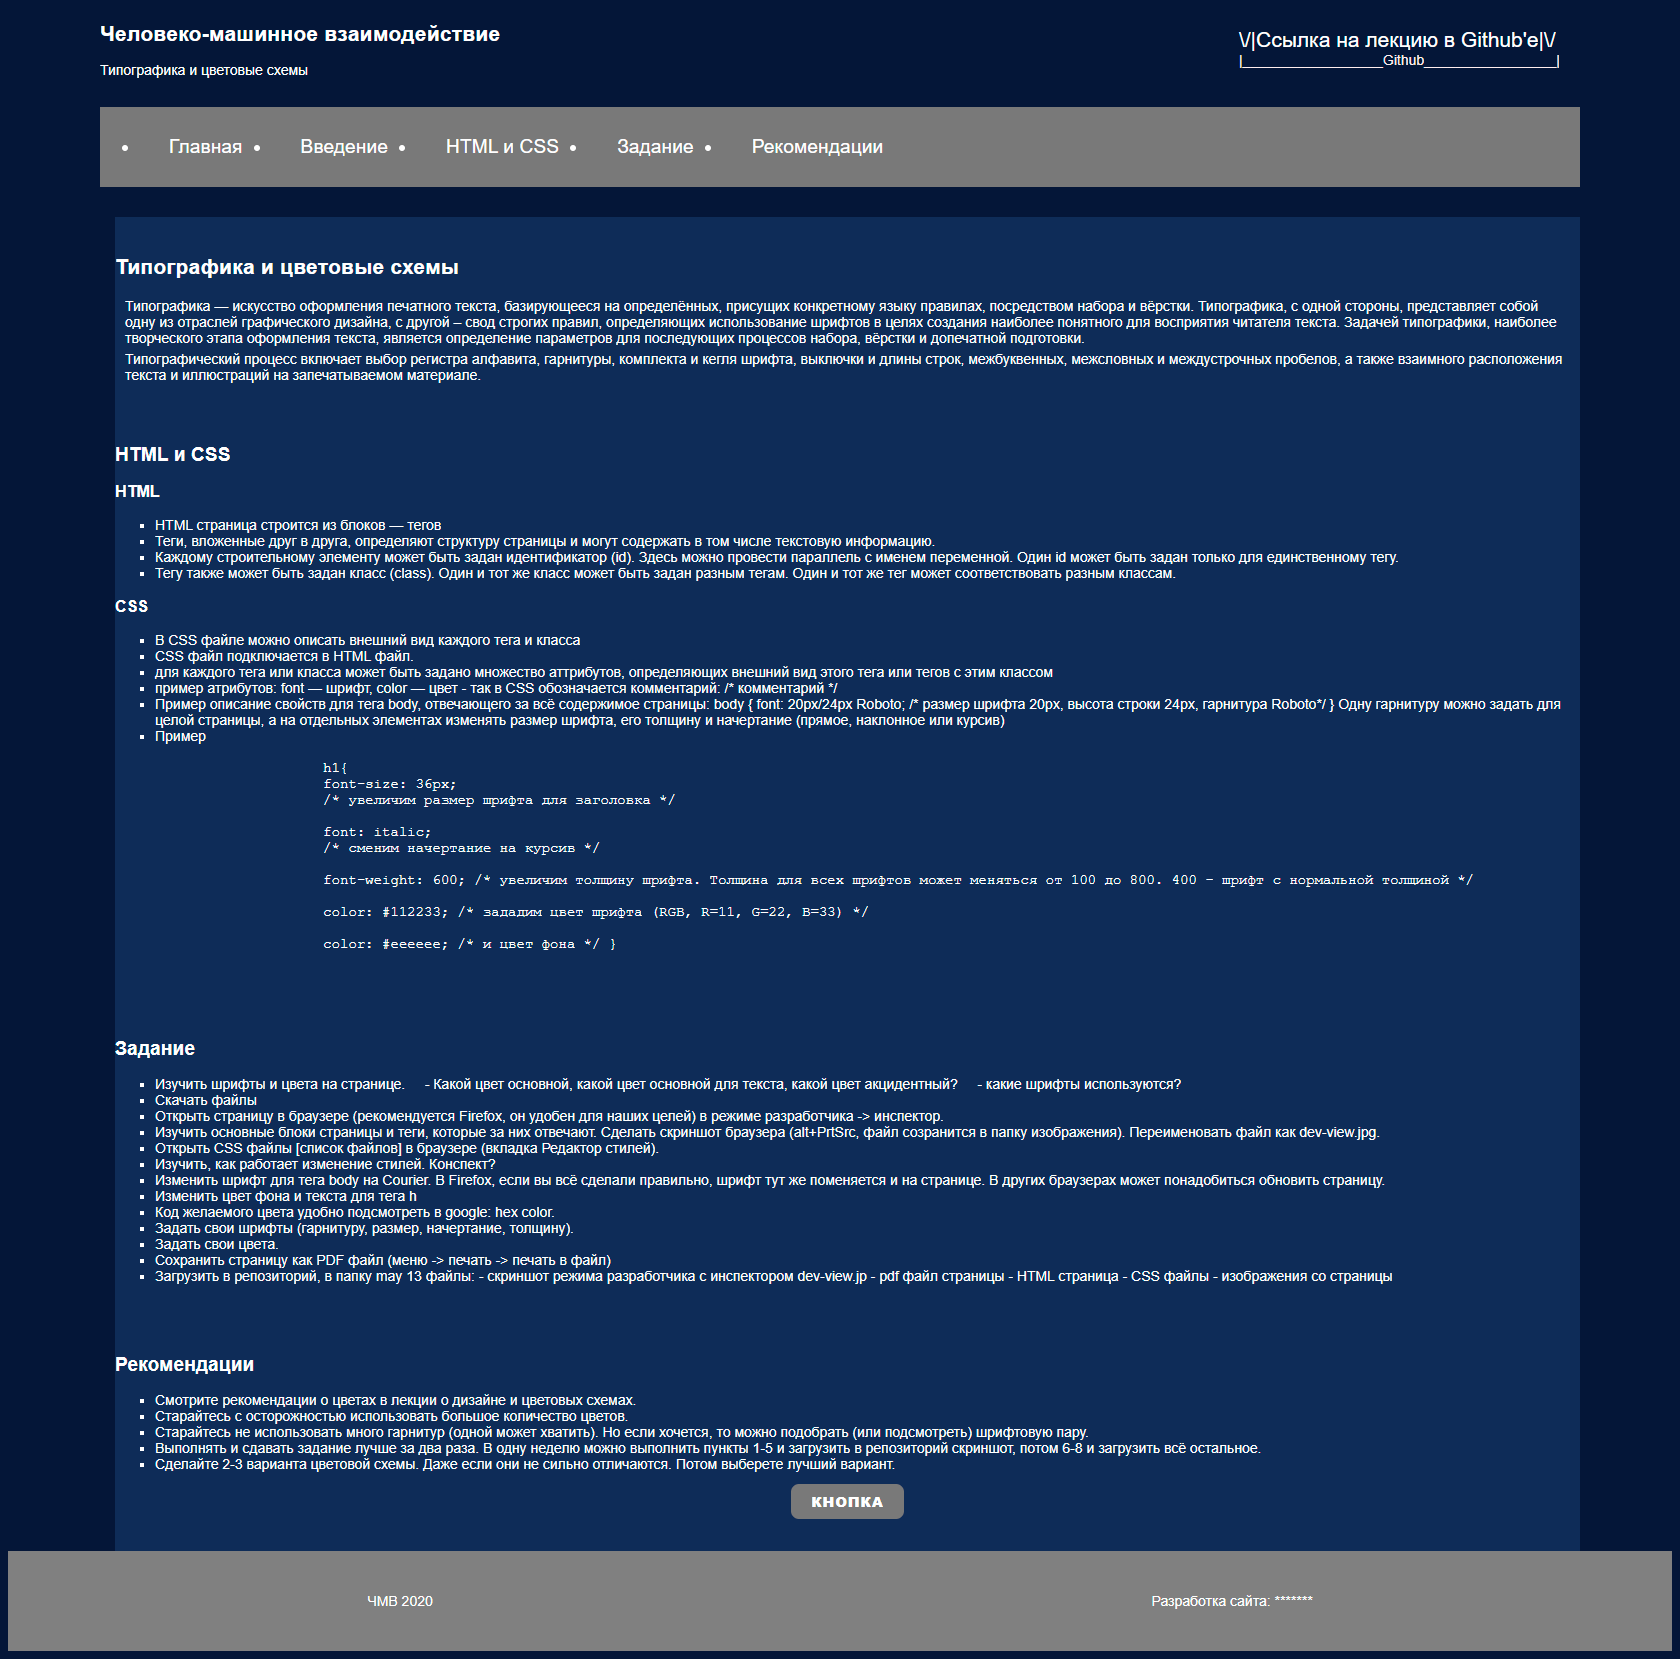 Человеко-машинное взаимодействие
\/|Ссылка на лекцию в Github'e|\/
Типографика и цветовые схемы
|_________________Github________________|
• Главная • Введение • HTML и CSS • Задание • Рекомендации
Типографика и цветовые схемы
Типографика — искусство оформления печатного текста, базирующееся на определённых, присущих конкретному языку правилах, посредством набора и вёрстки. Типографика, с одной стороны, представляет собой
одну из отраслей графического дизайна, с другой – свод строгих правил, определяющих использование шрифтов в целях создания наиболее понятного для восприятия читателя текста. Задачей типографики, наиболее
творческого этапа оформления текста, является определение параметров для последующих процессов набора, вёрстки и допечатной подготовки.
Типографический процесс включает выбор регистра алфавита, гарнитуры, комплекта и кегля шрифта, выключки и длины строк, межбуквенных, межсловных и междустрочных пробелов, а также взаимного расположения
текста и иллюстраций на запечатываемом материале.
HTML и CSS
HTML
▪ HTML страница строится из блоков — тегов
▪ Теги, вложенные друг в друга, определяют структуру страницы и могут содержать в том числе текстовую информацию.
▪ Каждому строительному элементу может быть задан идентификатор (id). Здесь можно провести параллель с именем переменной. Один id может быть задан только для единственному тегу.
▪ Тегу также может быть задан класс (class). Один и тот же класс может быть задан разным тегам. Один и тот же тег может соответствовать разным классам.
CSS
▪ В CSS файле можно описать внешний вид каждого тега и класса
▪ CSS файл подключается в HTML файл.
▪ для каждого тега или класса может быть задано множество аттрибутов, определяющих внешний вид этого тега или тегов с этим классом
▪ пример атрибутов: font — шрифт, color — цвет - так в CSS обозначается комментарий: /* комментарий */
▪ Пример описание свойств для тега body, отвечающего за всё содержимое страницы: body { font: 20px/24px Roboto; /* размер шрифта 20px, высота строки 24px, гарнитура Roboto*/ } Одну гарнитуру можно задать для
целой страницы, а на отдельных элементах изменять размер шрифта, его толщину и начертание (прямое, наклонное или курсив)
▪ Пример
h1{
font-size: 36px;
/* увеличим размер шрифта для заголовка */
font: italic;
/* сменим начертание на курсив */
font-weight: 600; /* увеличим толщину шрифта. Толщина для всех шрифтов может меняться от 100 до 800. 400 - шрифт с нормальной толщиной */
color: #112233; /* зададим цвет шрифта (RGB, R=11, G=22, B=33) */
color: #eeeeee; /* и цвет фона */ }
Задание
▪ Изучить шрифты и цвета на странице. - Какой цвет основной, какой цвет основной для текста, какой цвет акцидентный? - какие шрифты используются?
▪ Скачать файлы
▪ Открыть страницу в браузере (рекомендуется Firefox, он удобен для наших целей) в режиме разработчика -> инспектор.
▪ Изучить основные блоки страницы и теги, которые за них отвечают. Сделать скриншот браузера (alt+PrtSrc, файл созранится в папку изображения). Переименовать файл как dev-view.jpg.
▪ Открыть CSS файлы [список файлов] в браузере (вкладка Редактор стилей).
▪ Изучить, как работает изменение стилей. Конспект?
▪ Изменить шрифт для тега body на Courier. В Firefox, если вы всё сделали правильно, шрифт тут же поменяется и на странице. В других браузерах может понадобиться обновить страницу.
▪ Изменить цвет фона и текста для тега h
▪ Код желаемого цвета удобно подсмотреть в google: hex color.
▪ Задать свои шрифты (гарнитуру, размер, начертание, толщину).
▪ Задать свои цвета.
▪ Сохранить страницу как PDF файл (меню -> печать -> печать в файл)
▪ Загрузить в репозиторий, в папку may 13 файлы: - скриншот режима разработчика с инспектором dev-view.jp - pdf файл страницы - HTML страница - CSS файлы - изображения со страницы
Рекомендации
▪ Смотрите рекомендации о цветах в лекции о дизайне и цветовых схемах.
▪ Старайтесь с осторожностью использовать большое количество цветов.
▪ Старайтесь не использовать много гарнитур (одной может хватить). Но если хочется, то можно подобрать (или подсмотреть) шрифтовую пару.
▪ Выполнять и сдавать задание лучше за два раза. В одну неделю можно выполнить пункты 1-5 и загрузить в репозиторий скриншот, потом 6-8 и загрузить всё остальное.
▪ Сделайте 2-3 варианта цветовой схемы. Даже если они не сильно отличаются. Потом выберете лучший вариант.
КНОПКА
ЧМВ 2020
Разработка сайта: *******